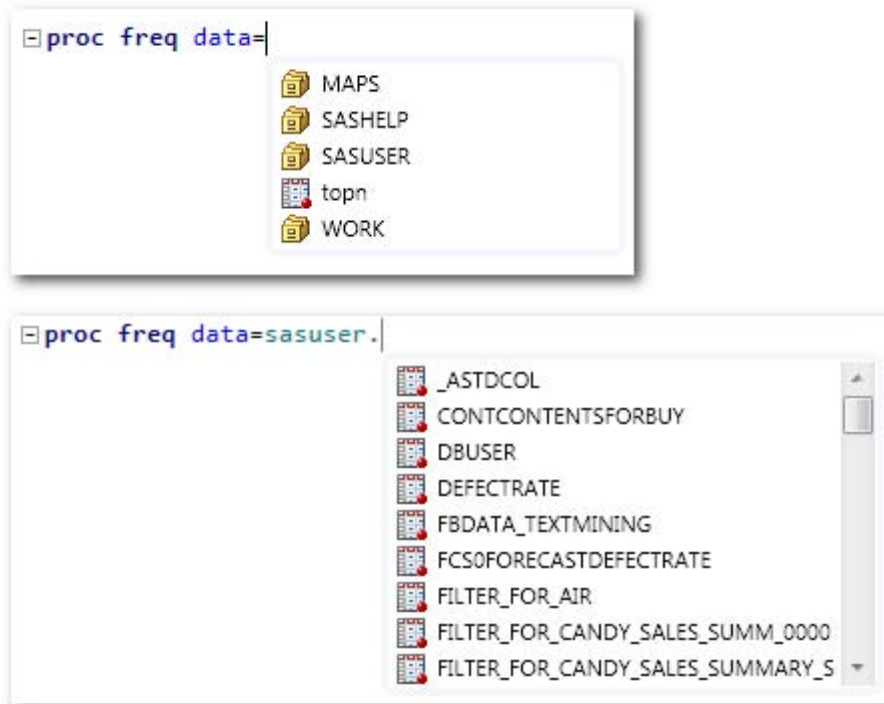 proc freq data=
MAPS
SASHELP
SASUSER
topn
WORK
proc freq data=sasuser.
_ASTDCOL
CONTCONTENTSFORBUY
DBUSER
DEFECTRATE
FBDATA_TEXTMINING
FCS0FORECASTDEFECTRATE
FILTER_FOR_AIR
FILTER_FOR_CANDY_SALES_SUMM_0000
FILTER_FOR_CANDY_SALES_SUMMARY_S